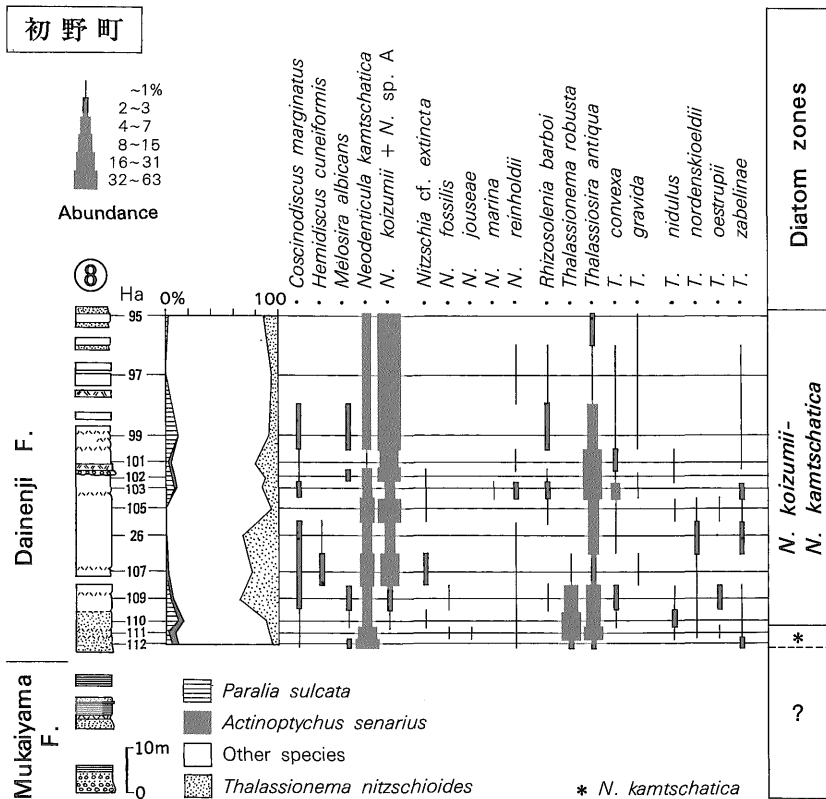 初野町
~1%
2~3
4~7
8~15
16~31
32~63
Abundance
Coscinodiscus marginatus
Hemidiscus cuneiformis
Melosira albicans
Neodenticula kamtschatica
N. koizumii + N. sp. A
Nitzschia cf. extincta
N. fossilis
N. jouseae
N. marina
N. reinholdii
Rhizosolenia barboi
Thalassionema robusta
Thalassiosira antiqua
T. convexa
T. gravida
T. nidulus
T. nordenskioeldii
T. oestrupii
T. zabelinae
Diatom zones
⑧
Ha
0% 100
95
97
99
101
102
103
105
26
107
109
110
111
112
Dainenji F.
Mukaiyama F.
N. koizumii-
N. kamtschatica
*
?
10m
0
Paralia sulcata
Actinoptychus senarius
Other species
Thalassionema nitzschioides
* N. kamtschatica